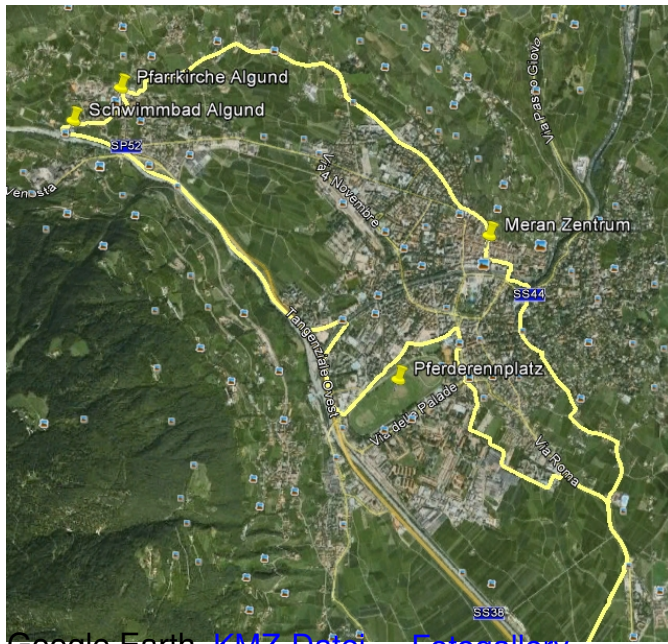 Via Passo Giovo
Pfarrkirche Algund
Schwimmbad Algund
SP52
Venosta
Via 4 Novembre
Meran Zentrum
SS44
Tangenziale Ovest
Pferderennplatz
Via delle Palade
Via Roma
SS38
Google Earth KMZ Datei Fotogallery